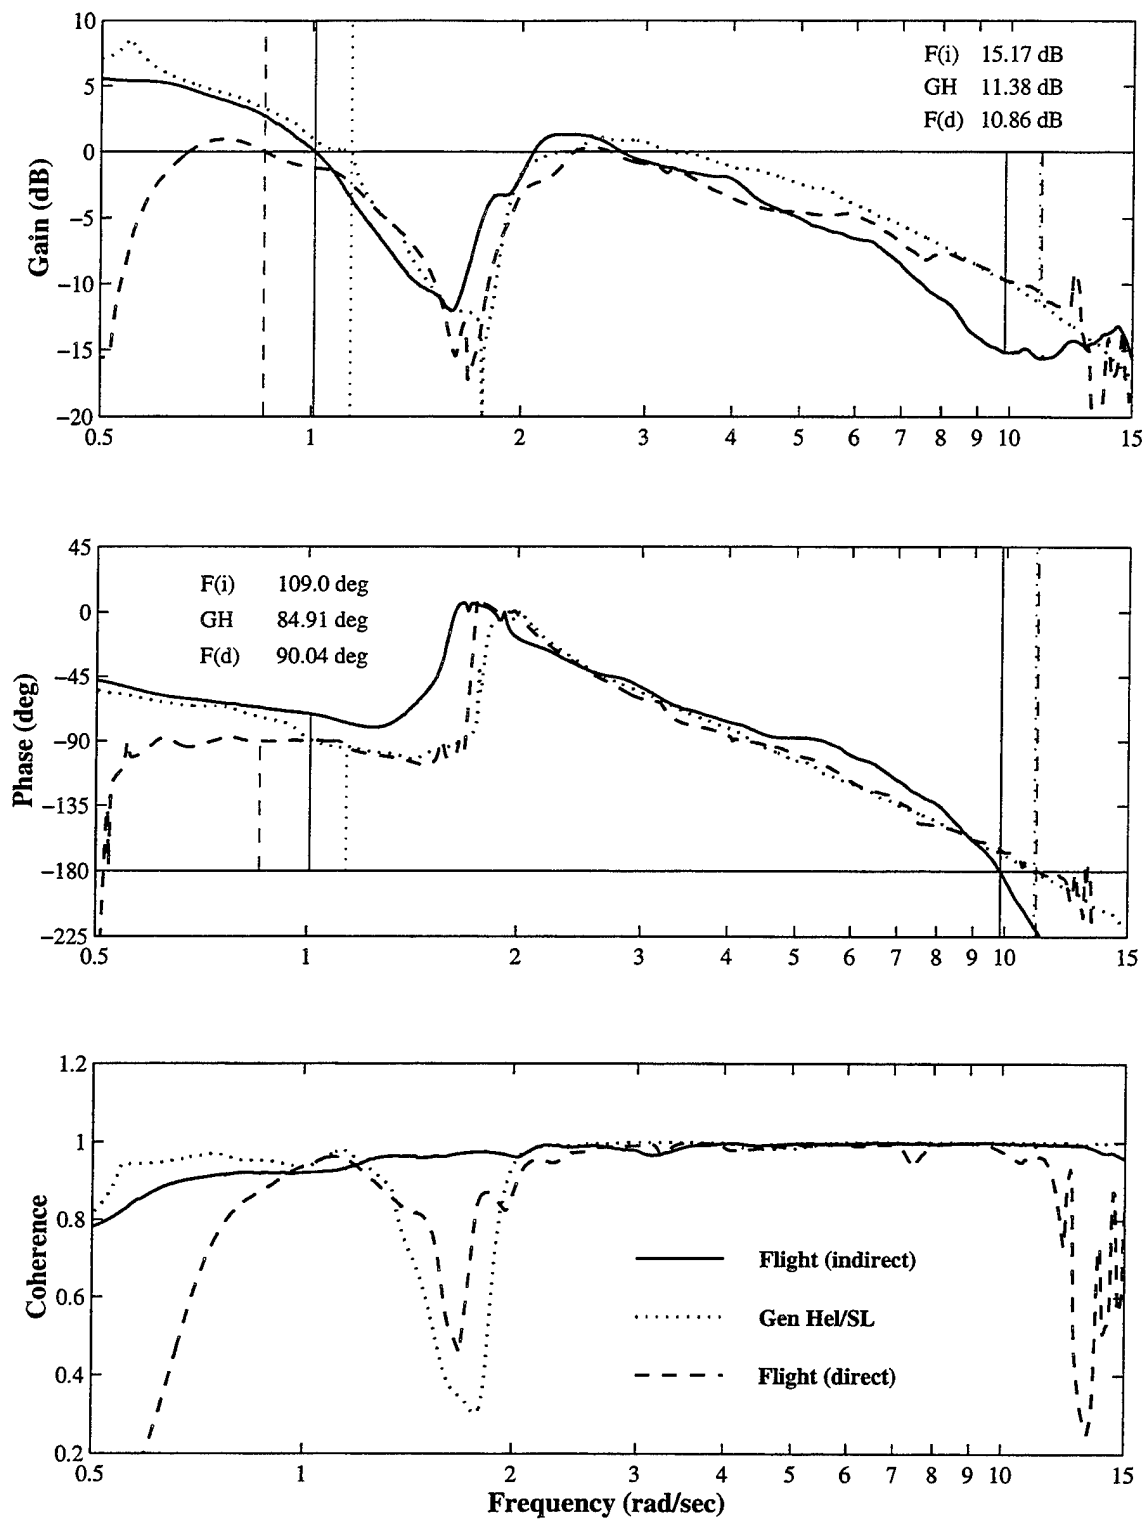 10
5
0
−5
−10
−15
−20
Gain (dB)
F(i) 15.17 dB
GH 11.38 dB
F(d) 10.86 dB
0.5 1 2 3 4 5 6 7 8 9 10 15
45
0
−45
−90
−135
−180
−225
Phase (deg)
F(i) 109.0 deg
GH 84.91 deg
F(d) 90.04 deg
0.5 1 2 3 4 5 6 7 8 9 10 15
1.2
1
0.8
0.6
0.4
0.2
Coherence
Flight (indirect)
Gen Hel/SL
Flight (direct)
0.5 1 2 3 4 5 6 7 8 9 10 15
Frequency (rad/sec)